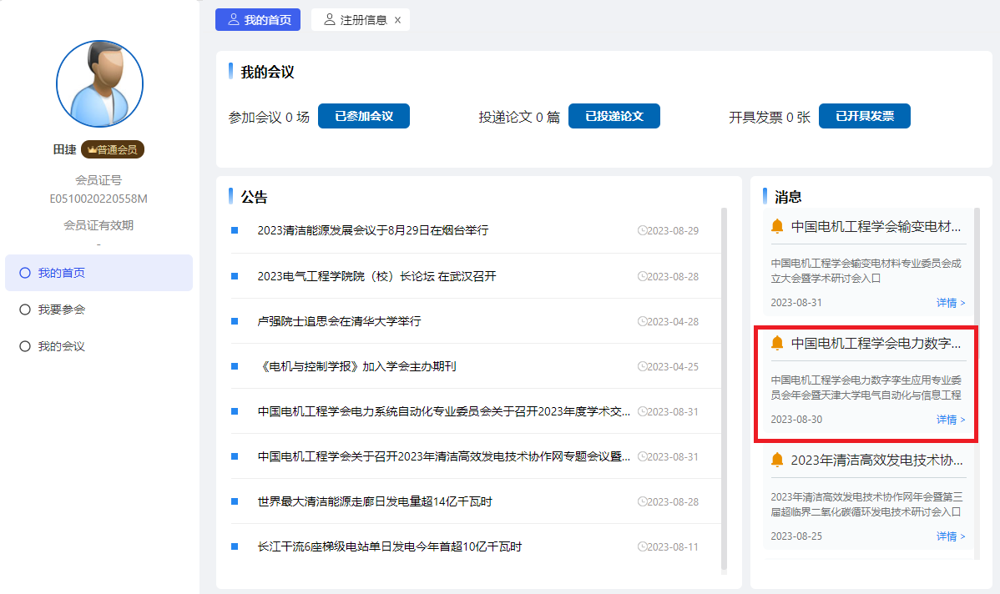 我的首页
注册信息 x
田捷 普通会员
会员证号
E0510020220558M
会员证有效期
-
我的首页
我要参会
我的会议
我的会议
参加会议 0 场 已参加会议
投递论文 0 篇 已投递论文
开具发票 0 张 已开具发票
公告
2023清洁能源发展会议于8月29日在烟台举行 2023-08-29
2023电气工程学院院（校）长论坛 在武汉召开 2023-08-28
卢强院士追思会在清华大学举行 2023-04-28
《电机与控制学报》加入学会主办期刊 2023-04-25
中国电机工程学会电力系统自动化专业委员会关于召开2023年度学术交... 2023-08-31
中国电机工程学会关于召开2023年清洁高效发电技术协作网专题会议暨... 2023-08-31
世界最大清洁能源走廊日发电量超14亿千瓦时 2023-08-28
长江干流6座梯级电站单日发电今年首超10亿千瓦时 2023-08-11
消息
中国电机工程学会输变电材...
中国电机工程学会输变电材料专业委员会成
立大会暨学术研讨会入口
2023-08-31 详情 >
中国电机工程学会电力数字...
中国电机工程学会电力数字孪生应用专业委
员会年会暨天津大学电气自动化与信息工程
2023-08-30 详情 >
2023年清洁高效发电技术协...
2023年清洁高效发电技术协作网年会暨第三
届超临界二氧化碳循环发电技术研讨会入口
2023-08-25 详情 >